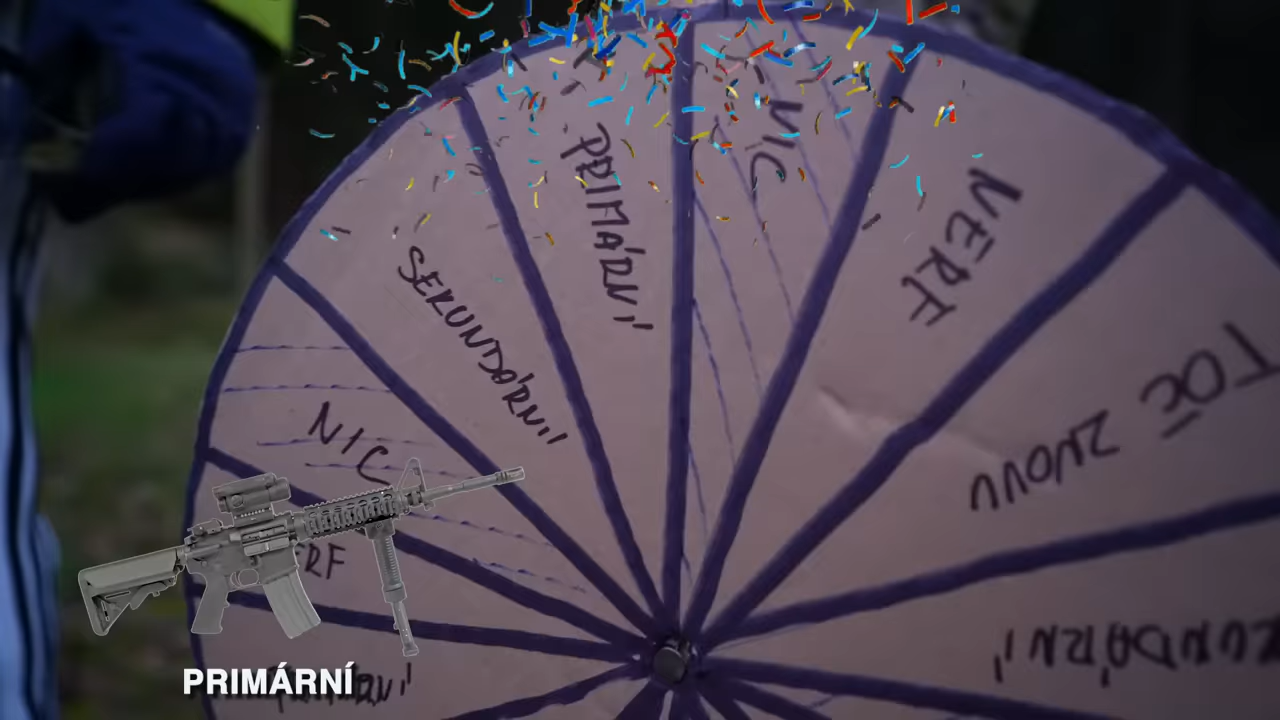 NIC
PRIMÁRNÍ
NERF
SEKUNDÁRNÍ
TOČ ZNOVU
NIC
PRIMÁRNÍ